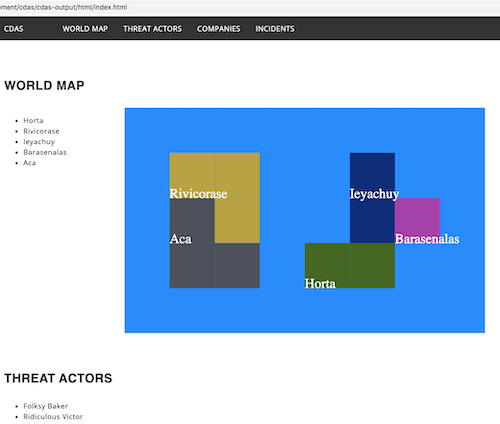 ement/cdas/cdas-output/html/index.html
CDAS WORLD MAP THREAT ACTORS COMPANIES INCIDENTS
WORLD MAP
Horta
Rivicorase
Ieyachuy
Barasenalas
Aca
Rivicorase
Ieyachuy
Aca
Barasenalas
Horta
THREAT ACTORS
Folksy Baker
Ridiculous Victor